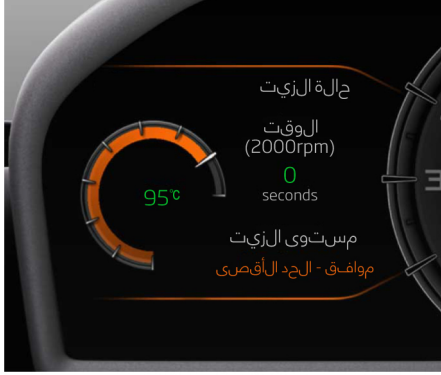 حالة الزيت
الوقت
(2000rpm)
0
seconds
95°C
مستوى الزيت
موافق - الحد الأقصى